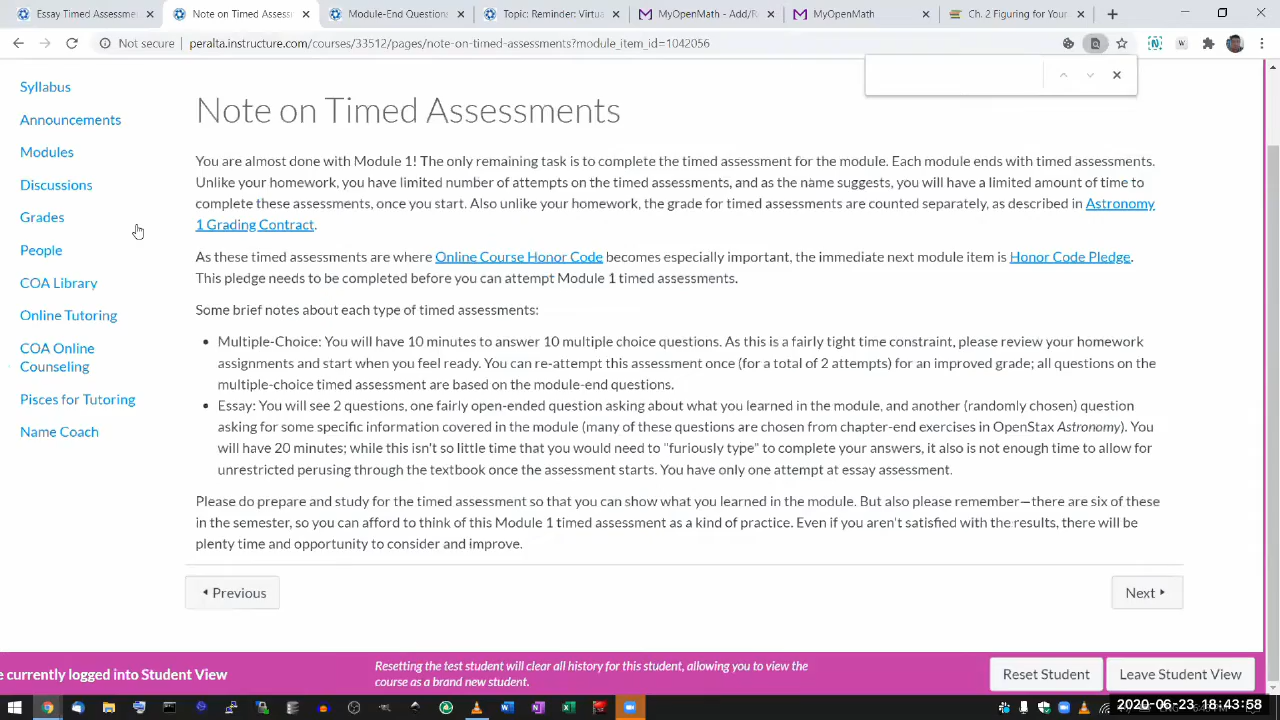 Essay Timed Assessment
Note on Timed Assess
Module-End Questions
Topic Reminder Virtua
MyOpenMath - Add/R
MyOpenMath
Ch. 2 Figuring for Your
Not secure
peralta.instructure.com/courses/33512/pages/note-on-timed-assessments?module_item_id=1042056
Syllabus
Announcements
Modules
Discussions
Grades
People
COA Library
Online Tutoring
COA Online
Counseling
Pisces for Tutoring
Name Coach
Note on Timed Assessments
You are almost done with Module 1! The only remaining task is to complete the timed assessment for the module. Each module ends with timed assessments.
Unlike your homework, you have limited number of attempts on the timed assessments, and as the name suggests, you will have a limited amount of time to
complete these assessments, once you start. Also unlike your homework, the grade for timed assessments are counted separately, as described in Astronomy
1 Grading Contract.
As these timed assessments are where Online Course Honor Code becomes especially important, the immediate next module item is Honor Code Pledge.
This pledge needs to be completed before you can attempt Module 1 timed assessments.
Some brief notes about each type of timed assessments:
• Multiple-Choice: You will have 10 minutes to answer 10 multiple choice questions. As this is a fairly tight time constraint, please review your homework
assignments and start when you feel ready. You can re-attempt this assessment once (for a total of 2 attempts) for an improved grade; all questions on the
multiple-choice timed assessment are based on the module-end questions.
• Essay: You will see 2 questions, one fairly open-ended question asking about what you learned in the module, and another (randomly chosen) question
asking for some specific information covered in the module (many of these questions are chosen from chapter-end exercises in OpenStax Astronomy). You
will have 20 minutes; while this isn't so little time that you would need to "furiously type" to complete your answers, it also is not enough time to allow for
unrestricted perusing through the textbook once the assessment starts. You have only one attempt at essay assessment.
Please do prepare and study for the timed assessment so that you can show what you learned in the module. But also please remember—there are six of these
in the semester, so you can afford to think of this Module 1 timed assessment as a kind of practice. Even if you aren't satisfied with the results, there will be
plenty time and opportunity to consider and improve.
Previous
Next
e currently logged into Student View
Resetting the test student will clear all history for this student, allowing you to view the
course as a brand new student.
Reset Student
Leave Student View
2020-06-23 18:43:58